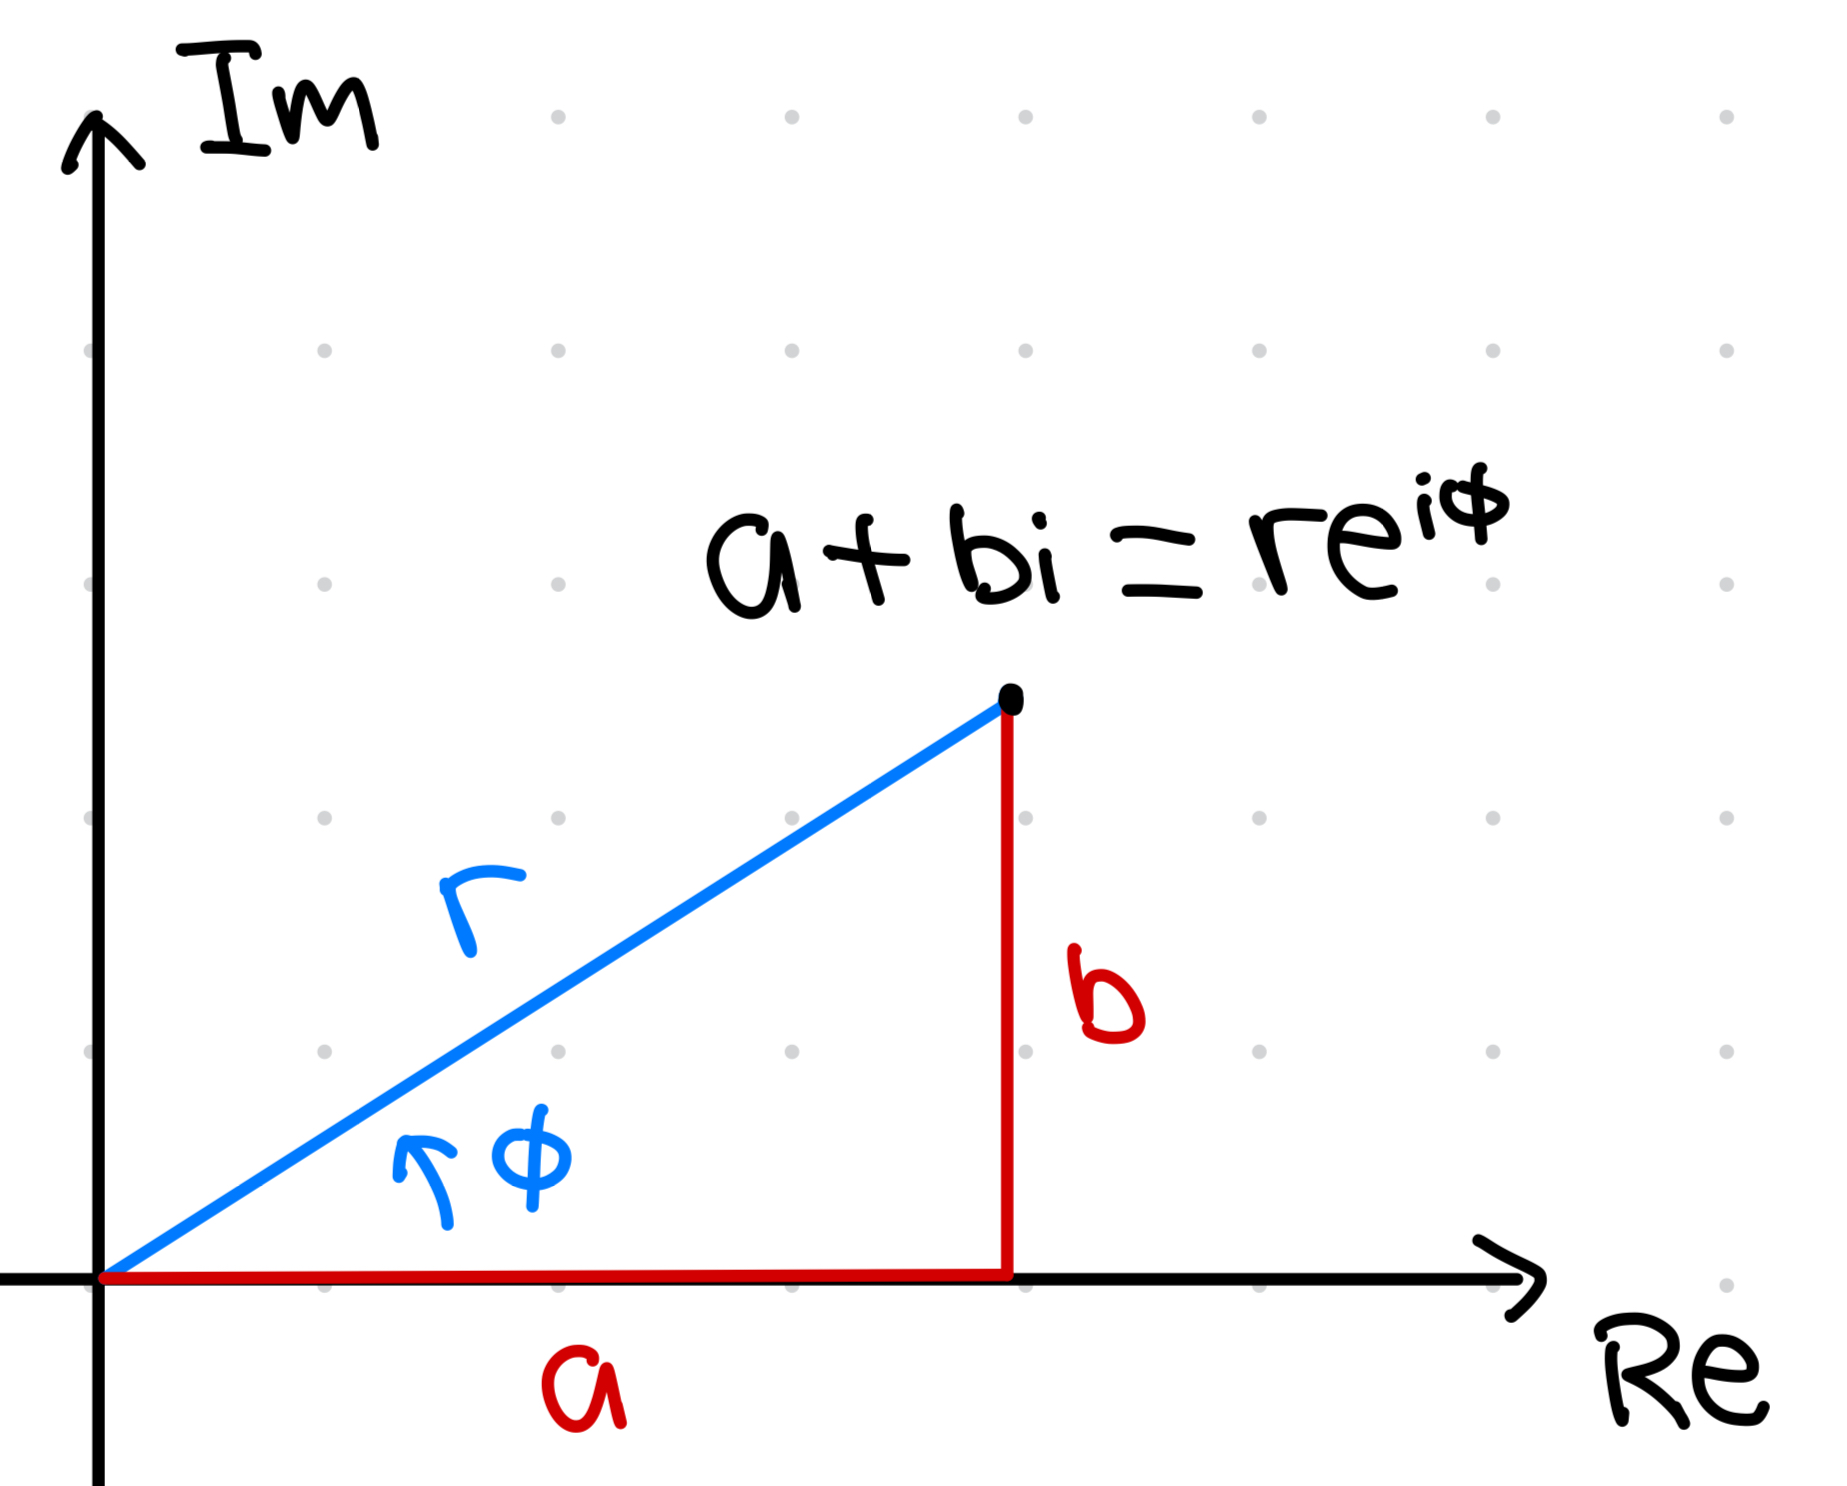 Im
a + bi = re^{iϕ}
r
b
ϕ
a
Re